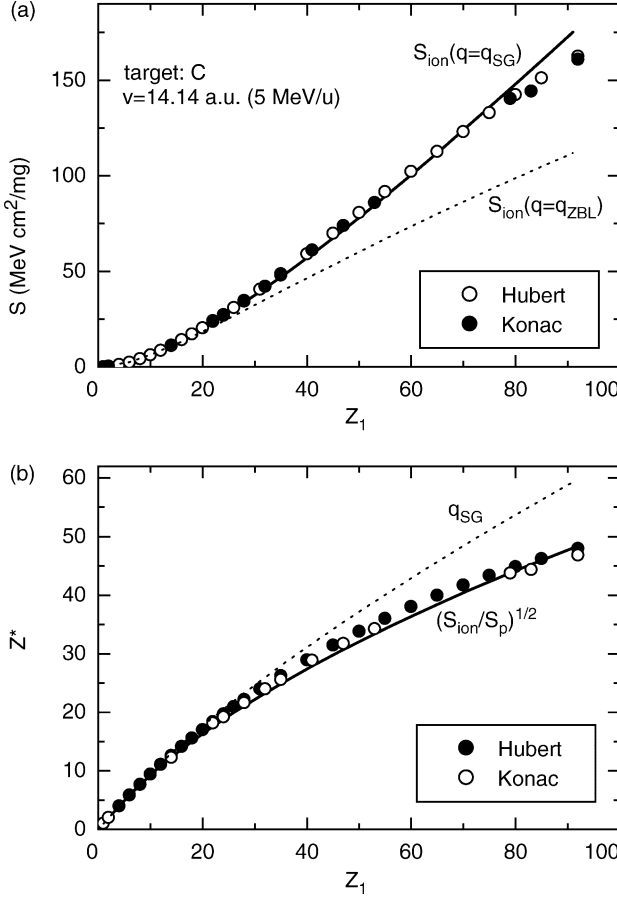 (a)
S (MeV cm²/mg)
150
100
50
0
target: C
v=14.14 a.u. (5 MeV/u)
S_ion(q=q_SG)
S_ion(q=q_ZBL)
Hubert
Konac
0 20 40 60 80 100
Z_1
(b)
Z*
60
50
40
30
20
10
0
q_SG
(S_ion/S_p)^1/2
Hubert
Konac
0 20 40 60 80 100
Z_1